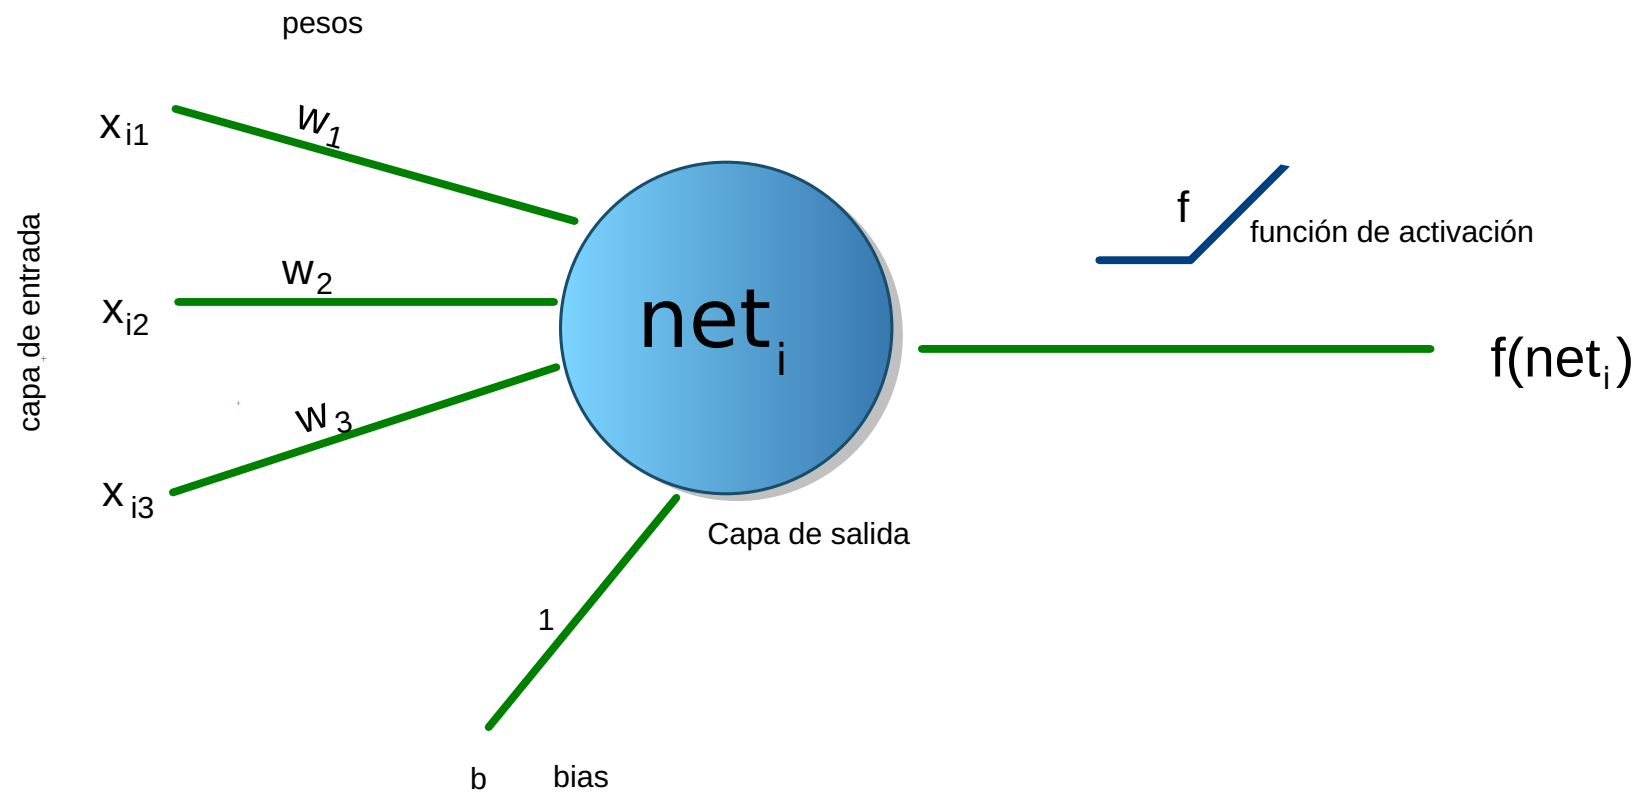 pesos
w1
xi1
capa de entrada
w2
xi2
w3
xi3
neti
f
función de activación
f(neti)
Capa de salida
1
b
bias